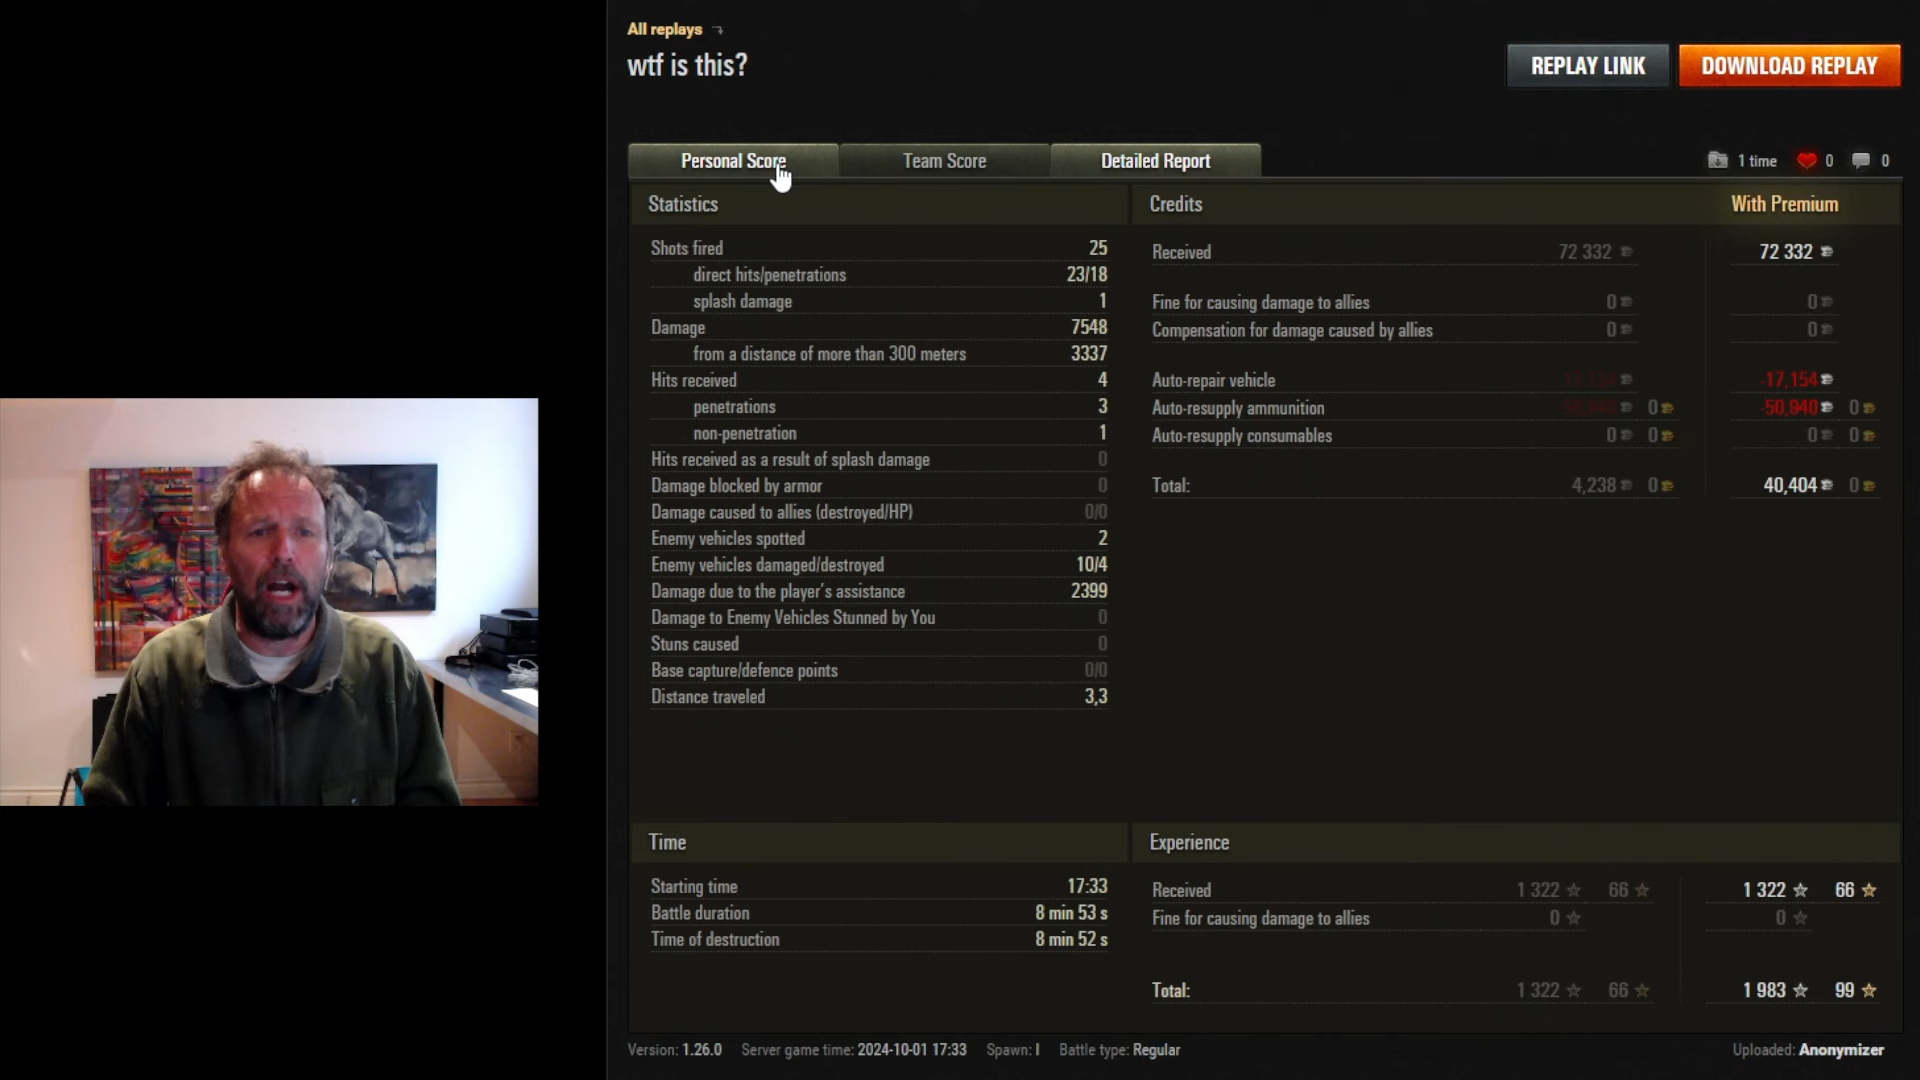 All replays
wtf is this?
REPLAY LINK
DOWNLOAD REPLAY
Personal Score
Team Score
Detailed Report
1 time
0
0
Statistics
Shots fired 25
direct hits/penetrations 23/18
splash damage 1
Damage 7548
from a distance of more than 300 meters 3337
Hits received 4
penetrations 3
non-penetration 1
Hits received as a result of splash damage 0
Damage blocked by armor 0
Damage caused to allies (destroyed/HP) 0/0
Enemy vehicles spotted 2
Enemy vehicles damaged/destroyed 10/4
Damage due to the player's assistance 2399
Damage to Enemy Vehicles Stunned by You 0
Stuns caused 0
Base capture/defence points 0/0
Distance traveled 3,3
Credits With Premium
Received 72 332 72 332
Fine for causing damage to allies 0 0
Compensation for damage caused by allies 0 0
Auto-repair vehicle -17,154
Auto-resupply ammunition 0 -50,940 0
Auto-resupply consumables 0 0 0 0
Total: 4,238 0 40,404 0
Time
Starting time 17:33
Battle duration 8 min 53 s
Time of destruction 8 min 52 s
Experience
Received 1 322 66 1 322 66
Fine for causing damage to allies 0 0
Total: 1 322 66 1 983 99
Version: 1.26.0 Server game time: 2024-10-01 17:33 Spawn: I Battle type: Regular
Uploaded: Anonymizer